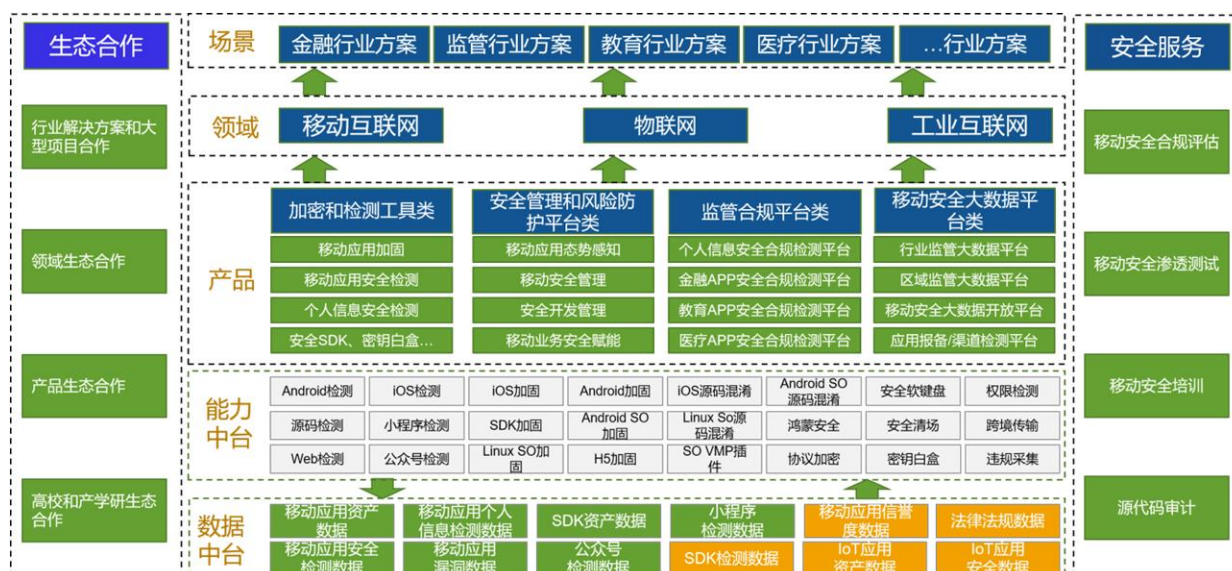 生态合作
行业解决方案和大
型项目合作
领域生态合作
产品生态合作
高校和产学研生态
合作
场景
金融行业方案
监管行业方案
教育行业方案
医疗行业方案
…行业方案
领域
移动互联网
物联网
工业互联网
产品
加密和检测工具类
移动应用加固
移动应用安全检测
个人信息安全检测
安全SDK、密钥白盒...
安全管理和风险防
护平台类
移动应用态势感知
移动安全管理
安全开发管理
移动业务安全赋能
监管合规平台类
个人信息安全合规检测平台
金融APP安全合规检测平台
教育APP安全合规检测平台
医疗APP安全合规检测平台
移动安全大数据平
台类
行业监管大数据平台
区域监管大数据平台
移动安全大数据开放平台
应用报备/渠道检测平台
能力
中台
Android检测
iOS检测
iOS加固
Android加固
iOS源码混淆
Android SO
源码混淆
安全软键盘
权限检测
源码检测
小程序检测
SDK加固
Android SO
加固
Linux So源
码混淆
鸿蒙安全
安全清场
跨境传输
Web检测
公众号检测
Linux SO加
固
H5加固
SO VMP插
件
协议加密
密钥白盒
违规采集
数据
中台
移动应用资产
数据
移动应用个人
信息检测数据
SDK资产数据
小程序
检测数据
移动应用信誉
度数据
法律法规数据
移动应用安全
检测数据
移动应用
漏洞数据
公众号
检测数据
SDK检测数据
IoT应用
资产数据
IoT应用
安全数据
安全服务
移动安全合规评估
移动安全渗透测试
移动安全培训
源代码审计